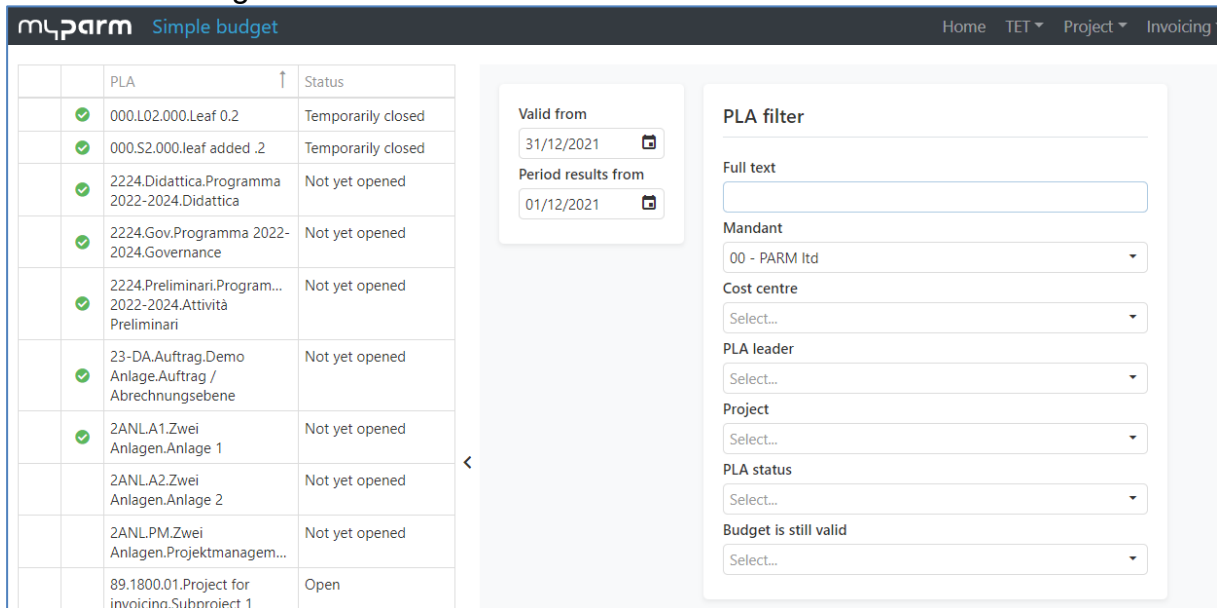 myparm Simple budget Home TET Project Invoicing
PLA Status
000.L02.000.Leaf 0.2 Temporarily closed
000.S2.000.leaf added .2 Temporarily closed
2224.Didattica.Programma Not yet opened
2022-2024.Didattica
2224.Gov.Programma 2022- Not yet opened
2024.Governance
2224.Preliminari.Program... Not yet opened
2022-2024.Attività
Preliminari
23-DA.Auftrag.Demo Not yet opened
Anlage.Auftrag /
Abrechnungsebene
2ANL.A1.Zwei Not yet opened
Anlagen.Anlage 1
2ANL.A2.Zwei Not yet opened
Anlagen.Anlage 2
2ANL.PM.Zwei Not yet opened
Anlagen.Projektmanagem...
89.1800.01.Project for Open
invoicing.Subproject 1
Valid from
31/12/2021
Period results from
01/12/2021
PLA filter
Full text
Mandant
00 - PARM ltd
Cost centre
Select...
PLA leader
Select...
Project
Select...
PLA status
Select...
Budget is still valid
Select...